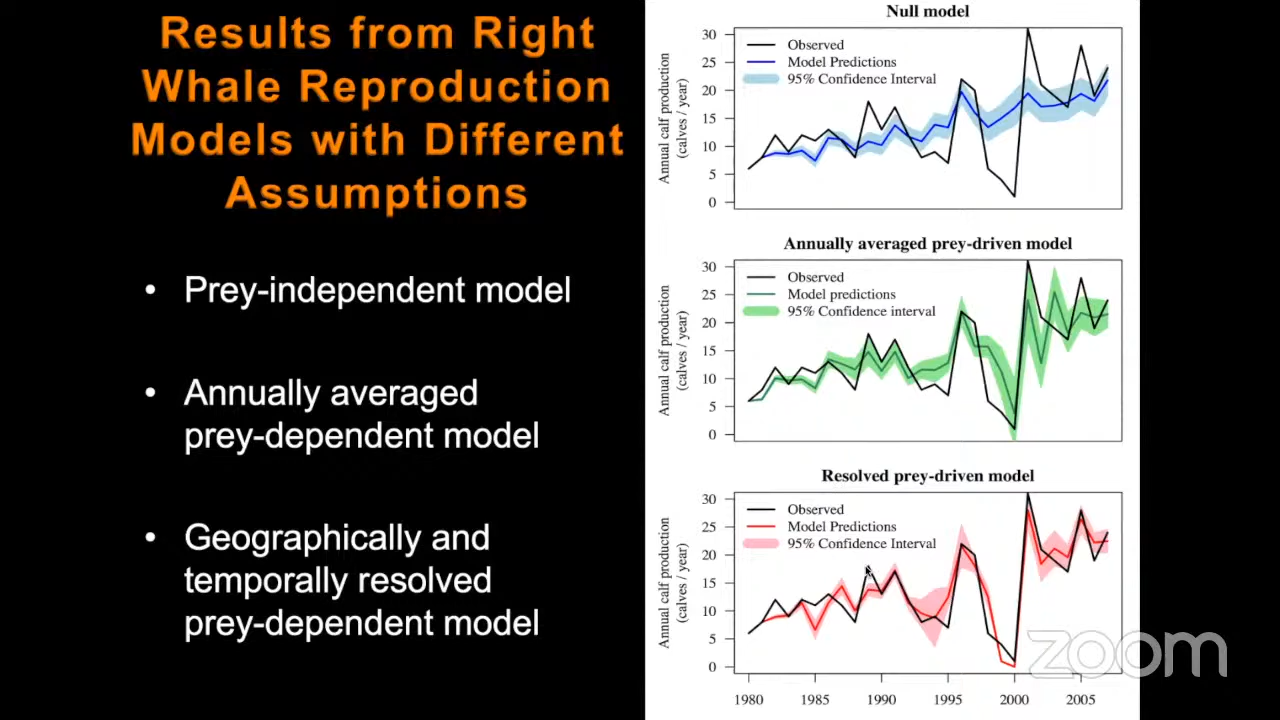 Results from Right
Whale Reproduction
Models with Different
Assumptions
• Prey-independent model
• Annually averaged
prey-dependent model
• Geographically and
temporally resolved
prey-dependent model
Null model
Annual calf production
(calves / year)
30
25
20
15
10
5
0
Observed
Model Predictions
95% Confidence Interval
Annually averaged prey-driven model
Annual calf production
(calves / year)
30
25
20
15
10
5
0
Observed
Model predictions
95% Confidence interval
Resolved prey-driven model
Annual calf production
(calves / year)
30
25
20
15
10
5
0
Observed
Model Predictions
95% Confidence Interval
1980 1985 1990 1995 2000 2005
zoom